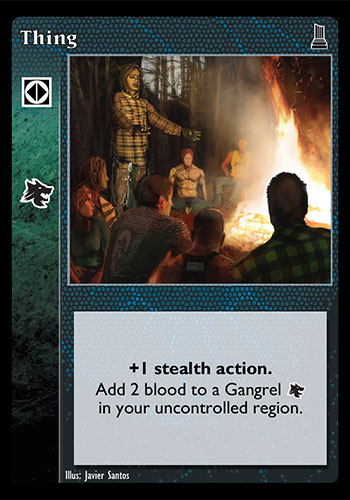 Thing
+1 stealth action.
Add 2 blood to a Gangrel
in your uncontrolled region.
Illus: Javier Santos